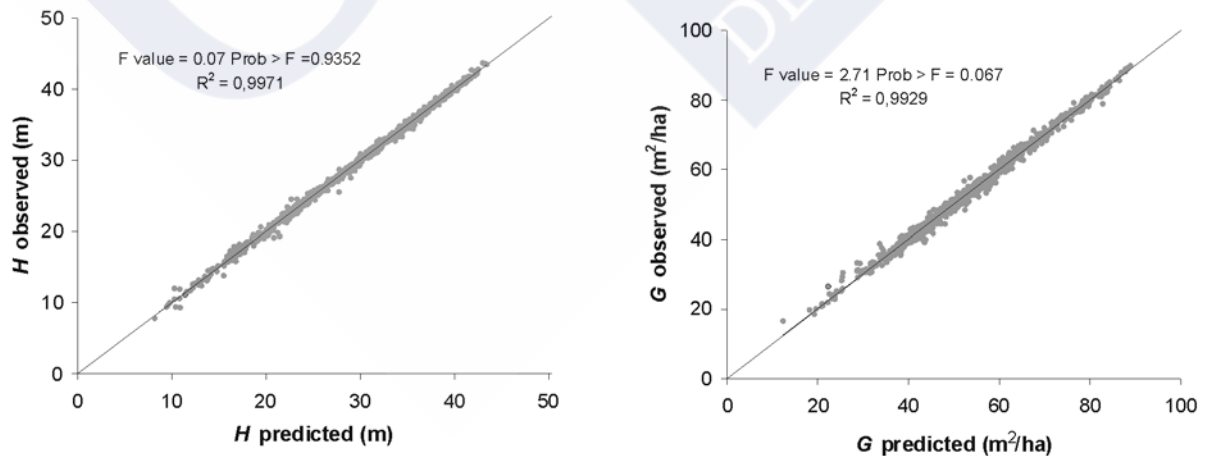 50
40
30
20
10
0
H observed (m)
F value = 0.07 Prob > F =0.9352
R² = 0,9971
0 10 20 30 40 50
H predicted (m)
DE
100
80
60
40
20
0
G observed (m²/ha)
F value = 2.71 Prob > F = 0.067
R² = 0,9929
0 20 40 60 80 100
G predicted (m²/ha)